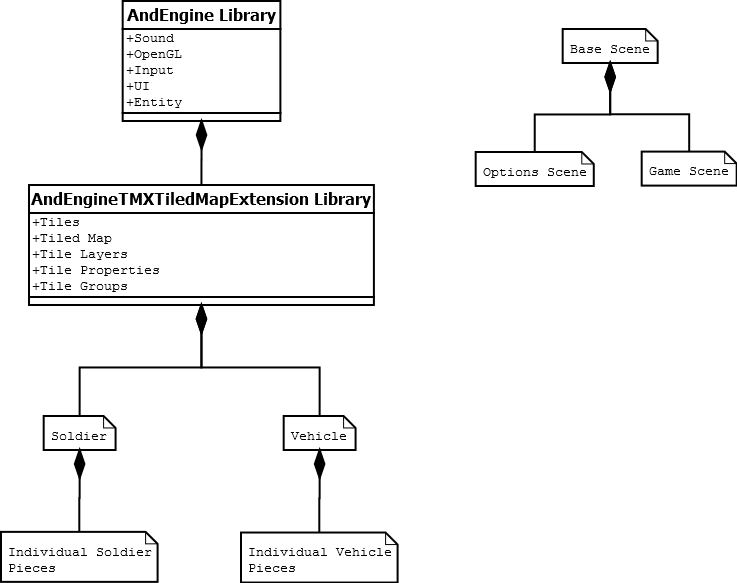 AndEngine Library
+Sound
+OpenGL
+Input
+UI
+Entity
AndEngineTMXTiledMapExtension Library
+Tiles
+Tiled Map
+Tile Layers
+Tile Properties
+Tile Groups
Soldier
Vehicle
Individual Soldier
Pieces
Individual Vehicle
Pieces
Base Scene
Options Scene
Game Scene